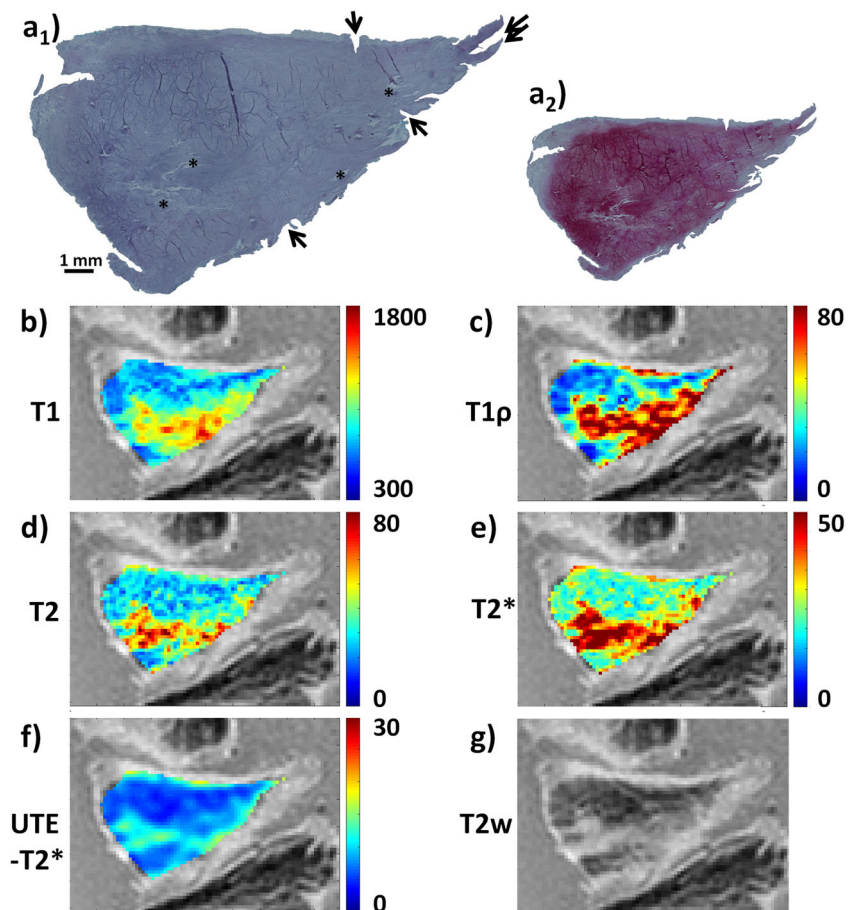 a1)
a2)
*
*
*
*
1 mm
b)
T1
1800
300
c)
T1ρ
80
0
d)
T2
80
0
e)
T2*
50
0
f)
UTE
-T2*
30
0
g)
T2w